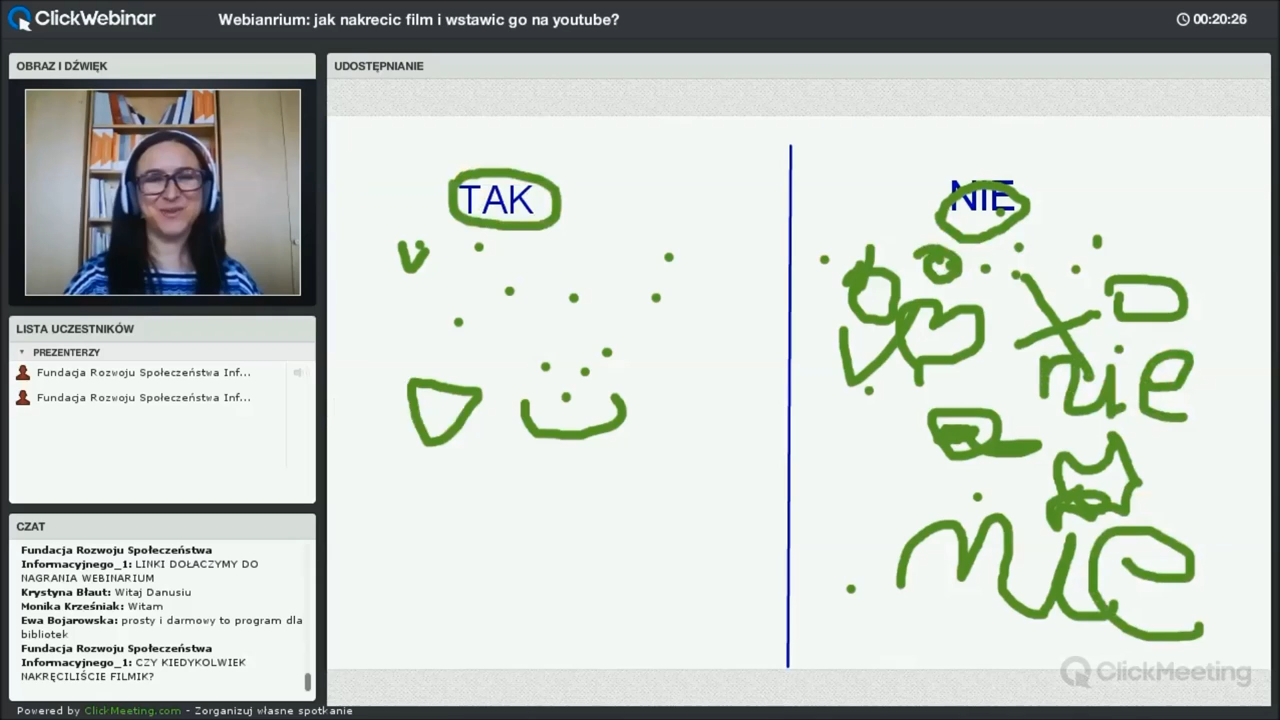 ClickWebinar
Webianrium: jak nakrecic film i wstawic go na youtube?
00:20:26
OBRAZ I DŹWIĘK
UDOSTĘPNIANIE
TAK
NIE
nie
nie
LISTA UCZESTNIKÓW
PREZENTERZY
Fundacja Rozwoju Społeczeństwa Inf...
Fundacja Rozwoju Społeczeństwa Inf...
CZAT
Fundacja Rozwoju Społeczeństwa
Informacyjnego_1: LINKI DOŁACZYMY DO
NAGRANIA WEBINARIUM
Krystyna Błaut: Witaj Danusiu
Monika Krześniak: Witam
Ewa Bojarowska: prosty i darmowy to program dla
bibliotek
Fundacja Rozwoju Społeczeństwa
Informacyjnego_1: CZY KIEDYKOLWIEK
NAKRĘCILIŚCIE FILMIK?
ClickMeeting
Powered by ClickMeeting.com - Zorganizuj własne spotkanie